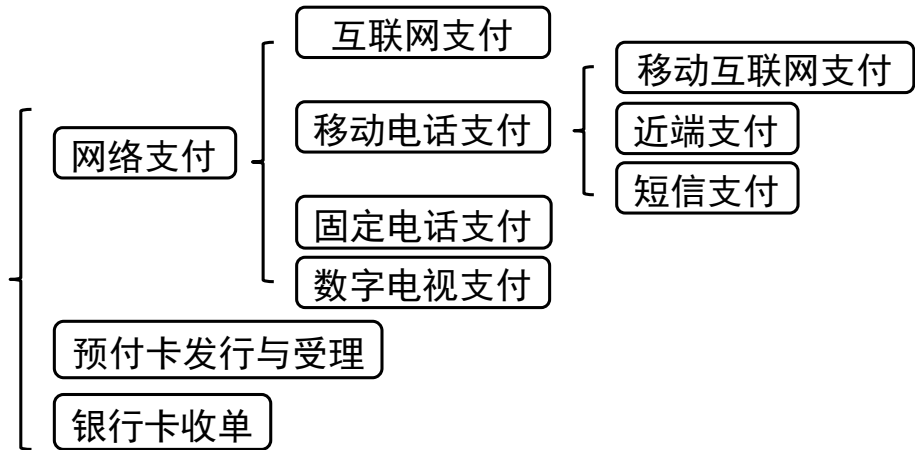 互联网支付
移动互联网支付
移动电话支付
近端支付
网络支付
短信支付
固定电话支付
数字电视支付
预付卡发行与受理
银行卡收单